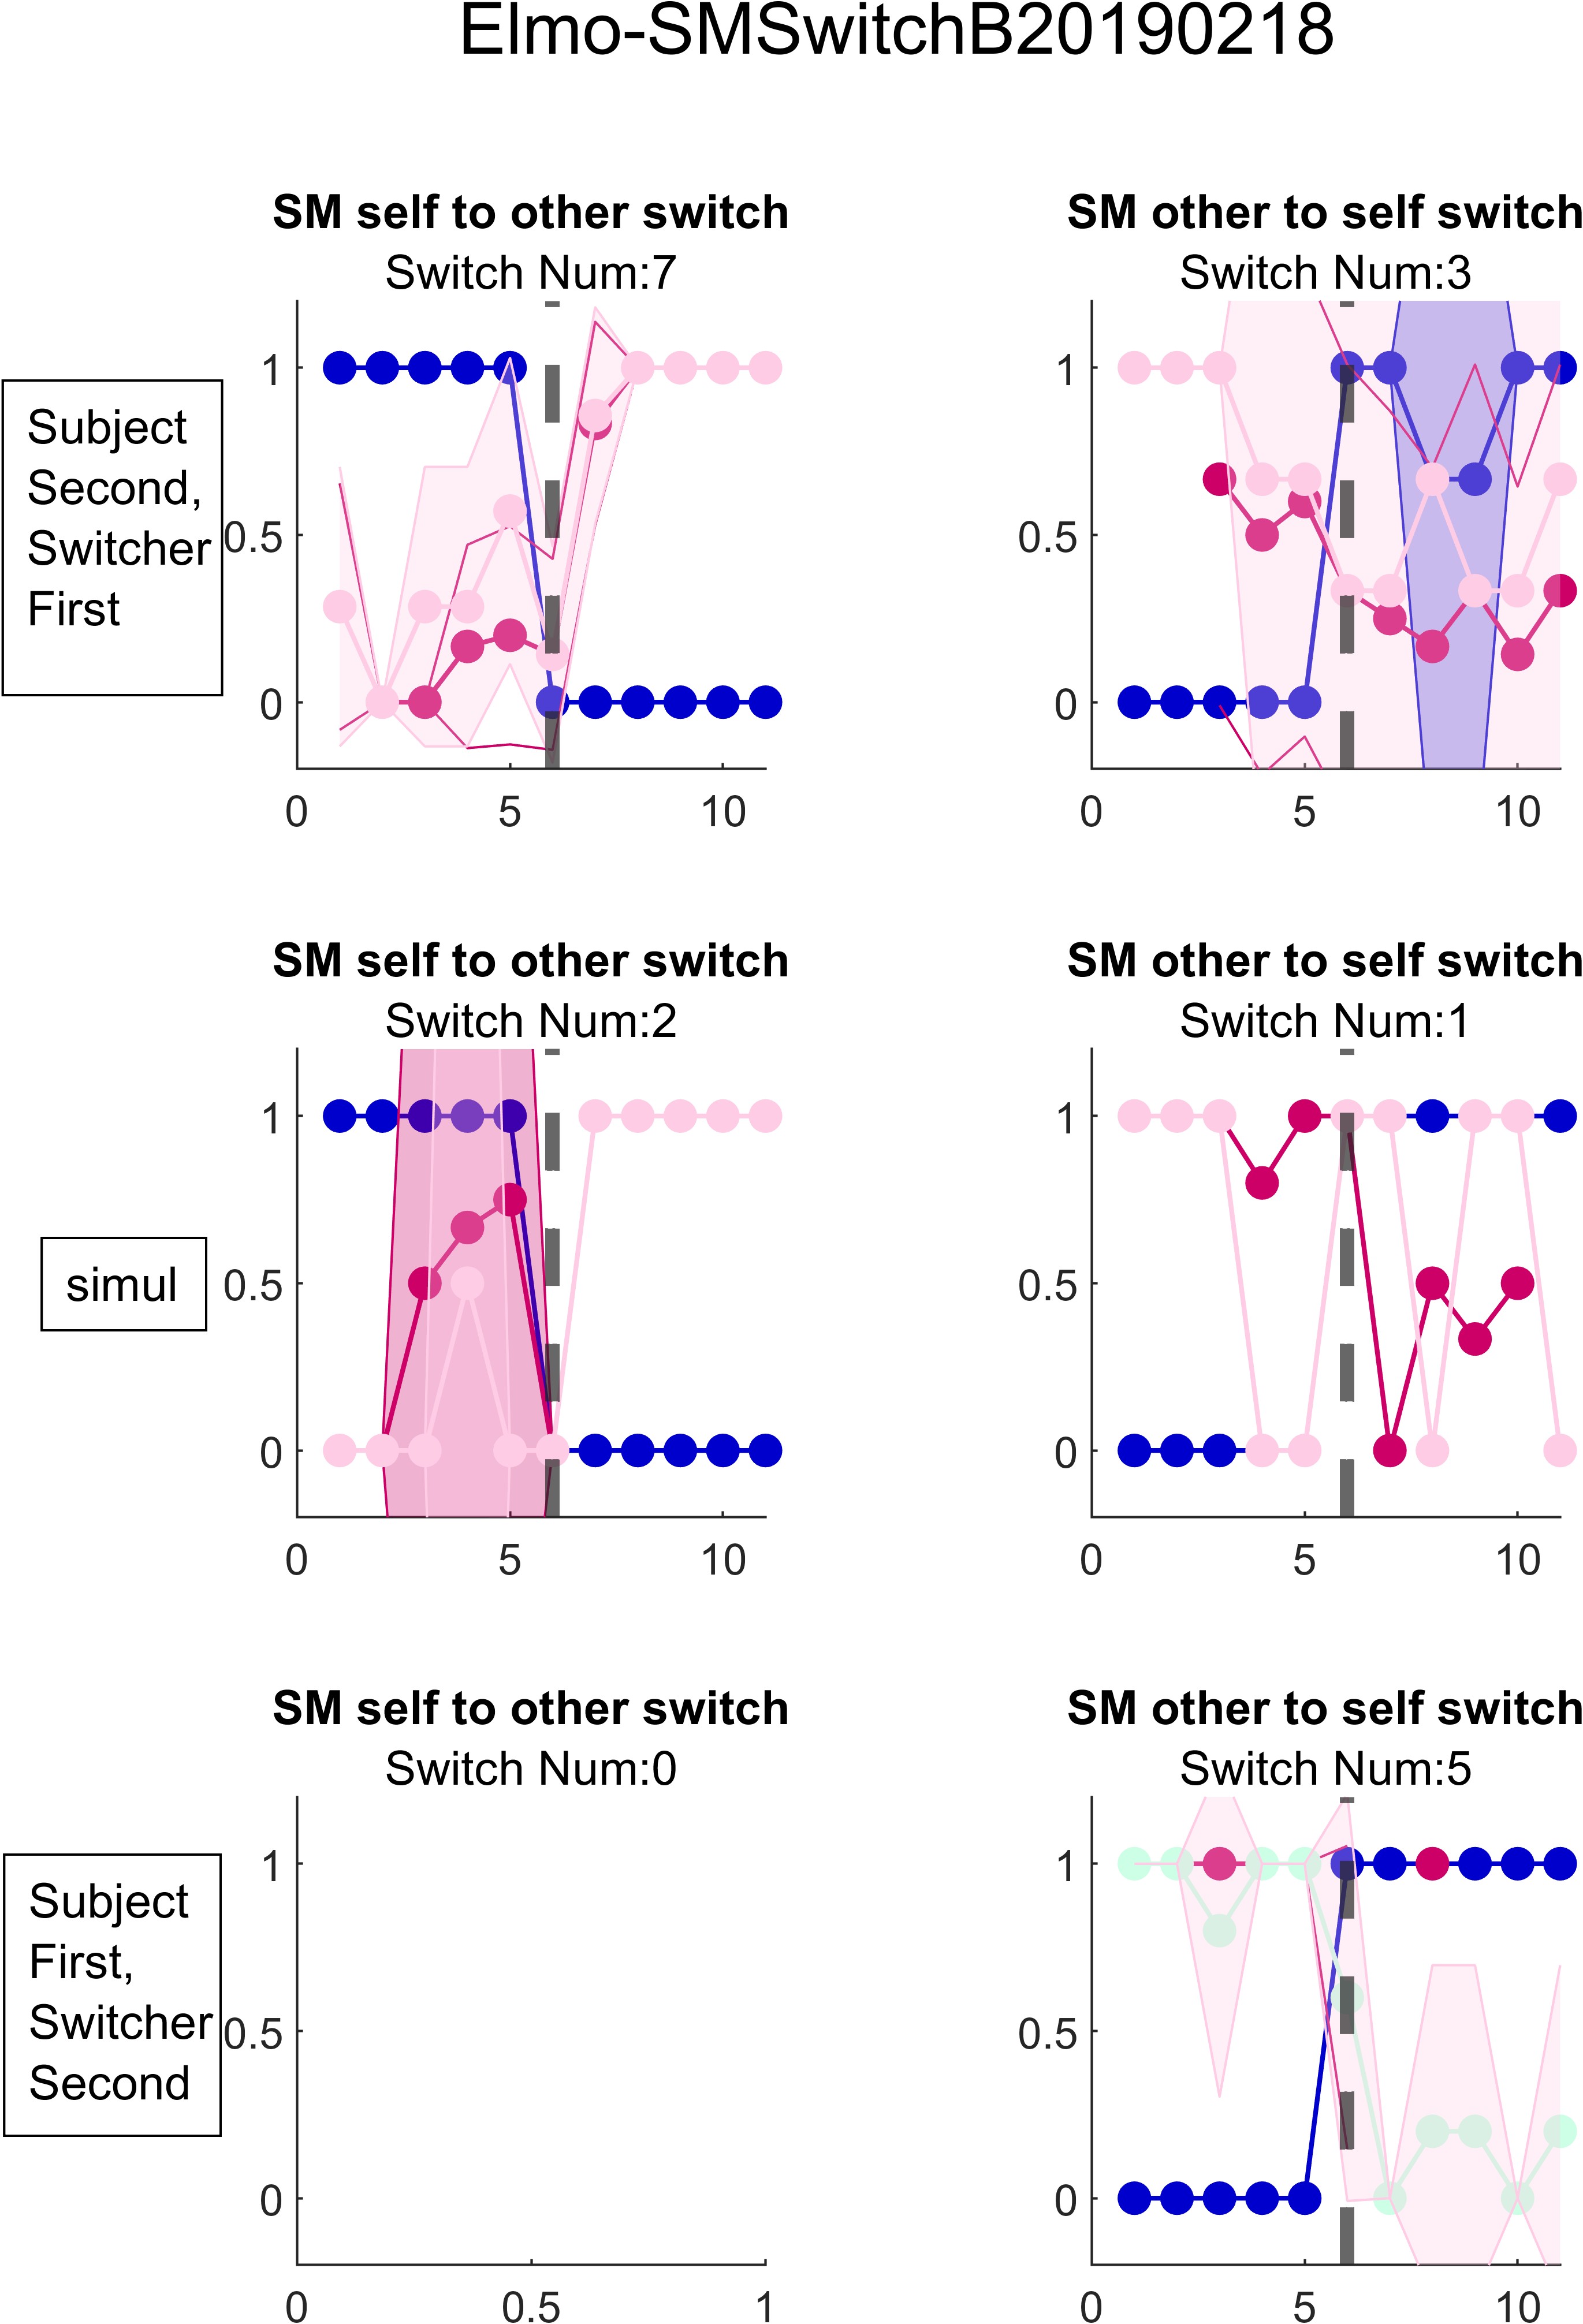 Elmo-SMSwitchB20190218
SM self to other switch
Switch Num:7
SM other to self switch
Switch Num:3
Subject
Second,
Switcher
First
1
0.5
0
0
5
10
1
0.5
0
0
5
10
SM self to other switch
Switch Num:2
SM other to self switch
Switch Num:1
simul
1
0.5
0
0
5
10
1
0.5
0
0
5
10
SM self to other switch
Switch Num:0
SM other to self switch
Switch Num:5
Subject
First,
Switcher
Second
1
0.5
0
0
0.5
1
1
0.5
0
0
5
10